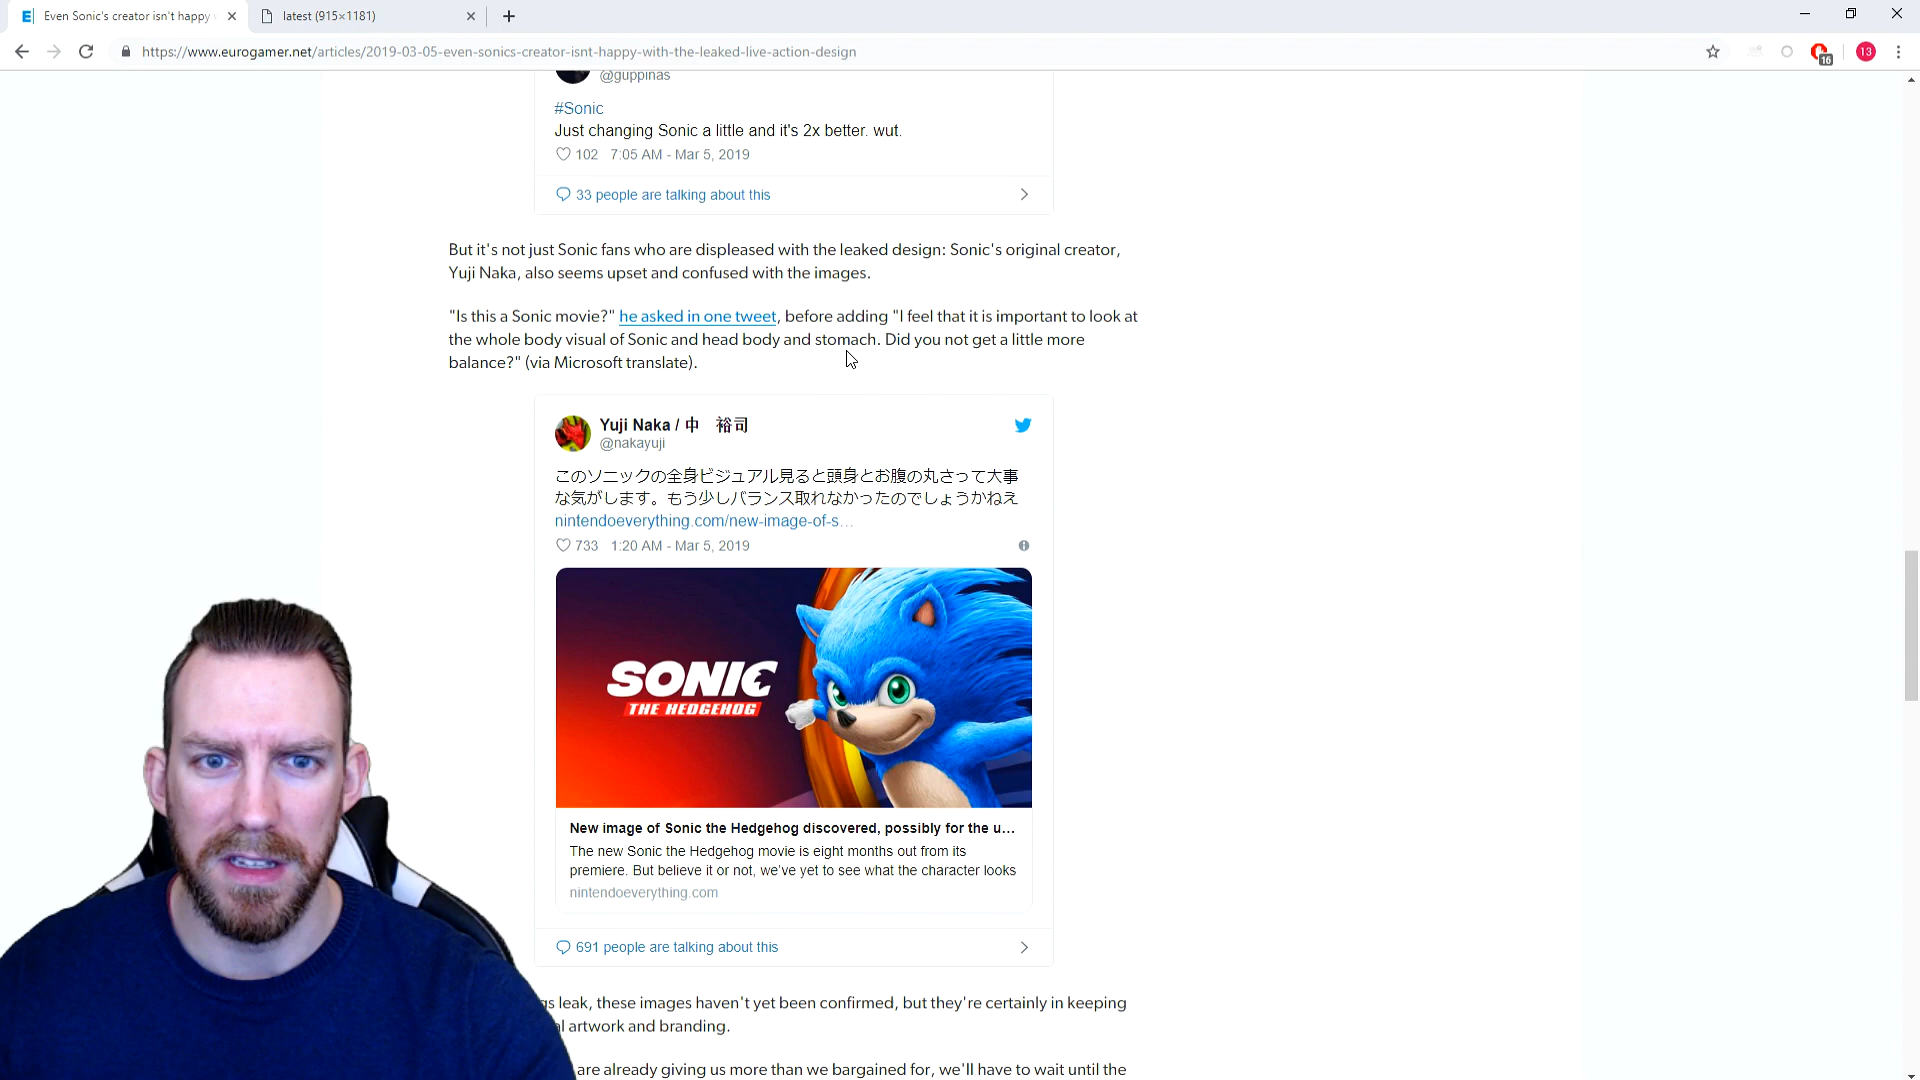 Even Sonic's creator isn't happy
latest (915×1181)
https://www.eurogamer.net/articles/2019-03-05-even-sonics-creator-isnt-happy-with-the-leaked-live-action-design
16
13
@guppinas
#Sonic
Just changing Sonic a little and it's 2x better. wut.
102 7:05 AM - Mar 5, 2019
33 people are talking about this
But it's not just Sonic fans who are displeased with the leaked design: Sonic's original creator,
Yuji Naka, also seems upset and confused with the images.
"Is this a Sonic movie?" he asked in one tweet, before adding "I feel that it is important to look at
the whole body visual of Sonic and head body and stomach. Did you not get a little more
balance?" (via Microsoft translate).
Yuji Naka / 中　裕司
@nakayuji
このソニックの全身ビジュアル見ると頭身とお腹の丸さって大事
な気がします。もう少しバランス取れなかったのでしょうかねえ
nintendoeverything.com/new-image-of-s…
733 1:20 AM - Mar 5, 2019
SONIC
THE HEDGEHOG
New image of Sonic the Hedgehog discovered, possibly for the u...
The new Sonic the Hedgehog movie is eight months out from its
premiere. But believe it or not, we've yet to see what the character looks
nintendoeverything.com
691 people are talking about this
gs leak, these images haven't yet been confirmed, but they're certainly in keeping
al artwork and branding.
are already giving us more than we bargained for, we'll have to wait until the